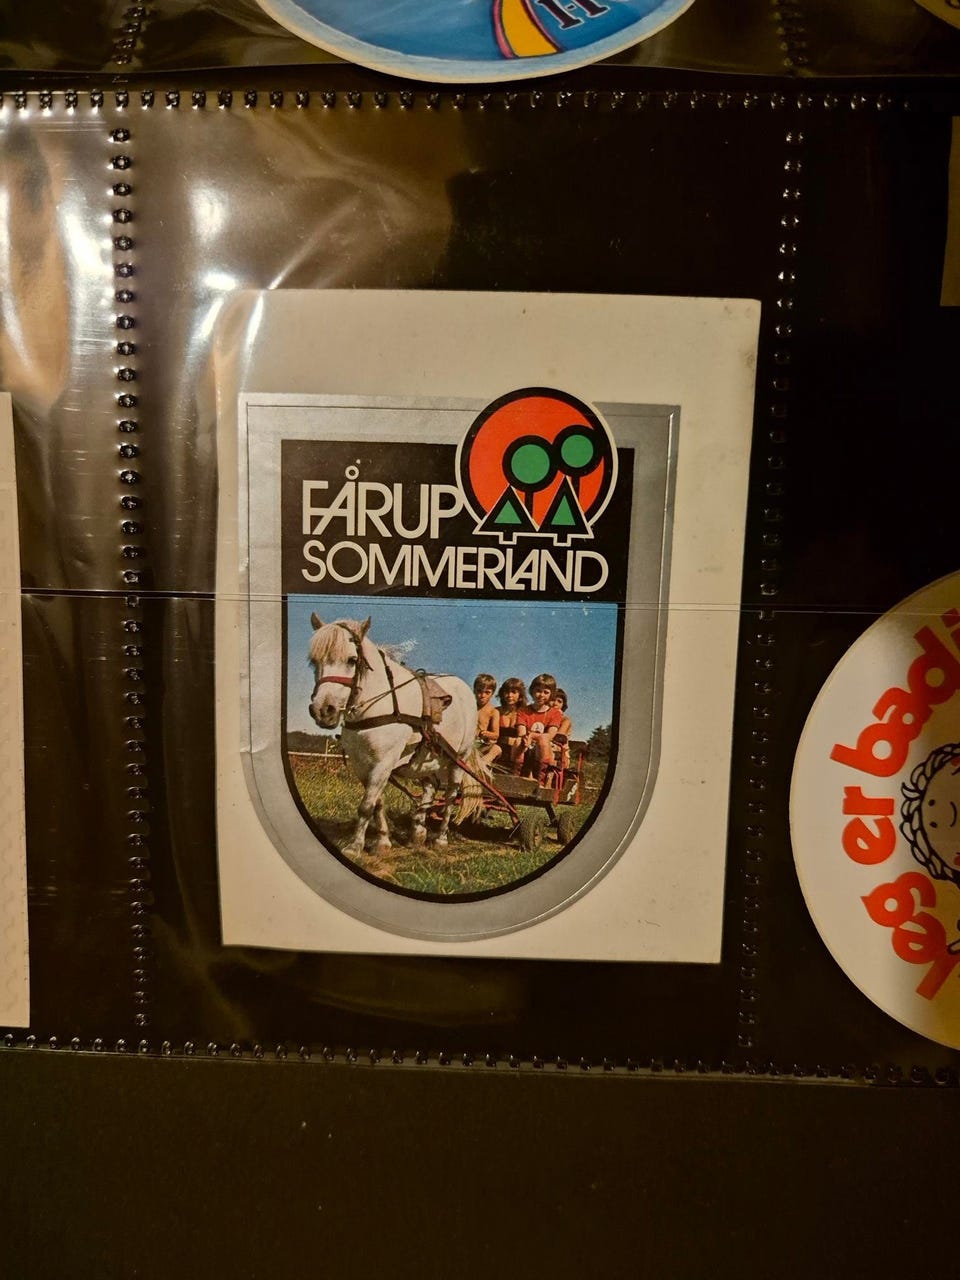 FÅRUP
SOMMERLAND
Jeg er bad